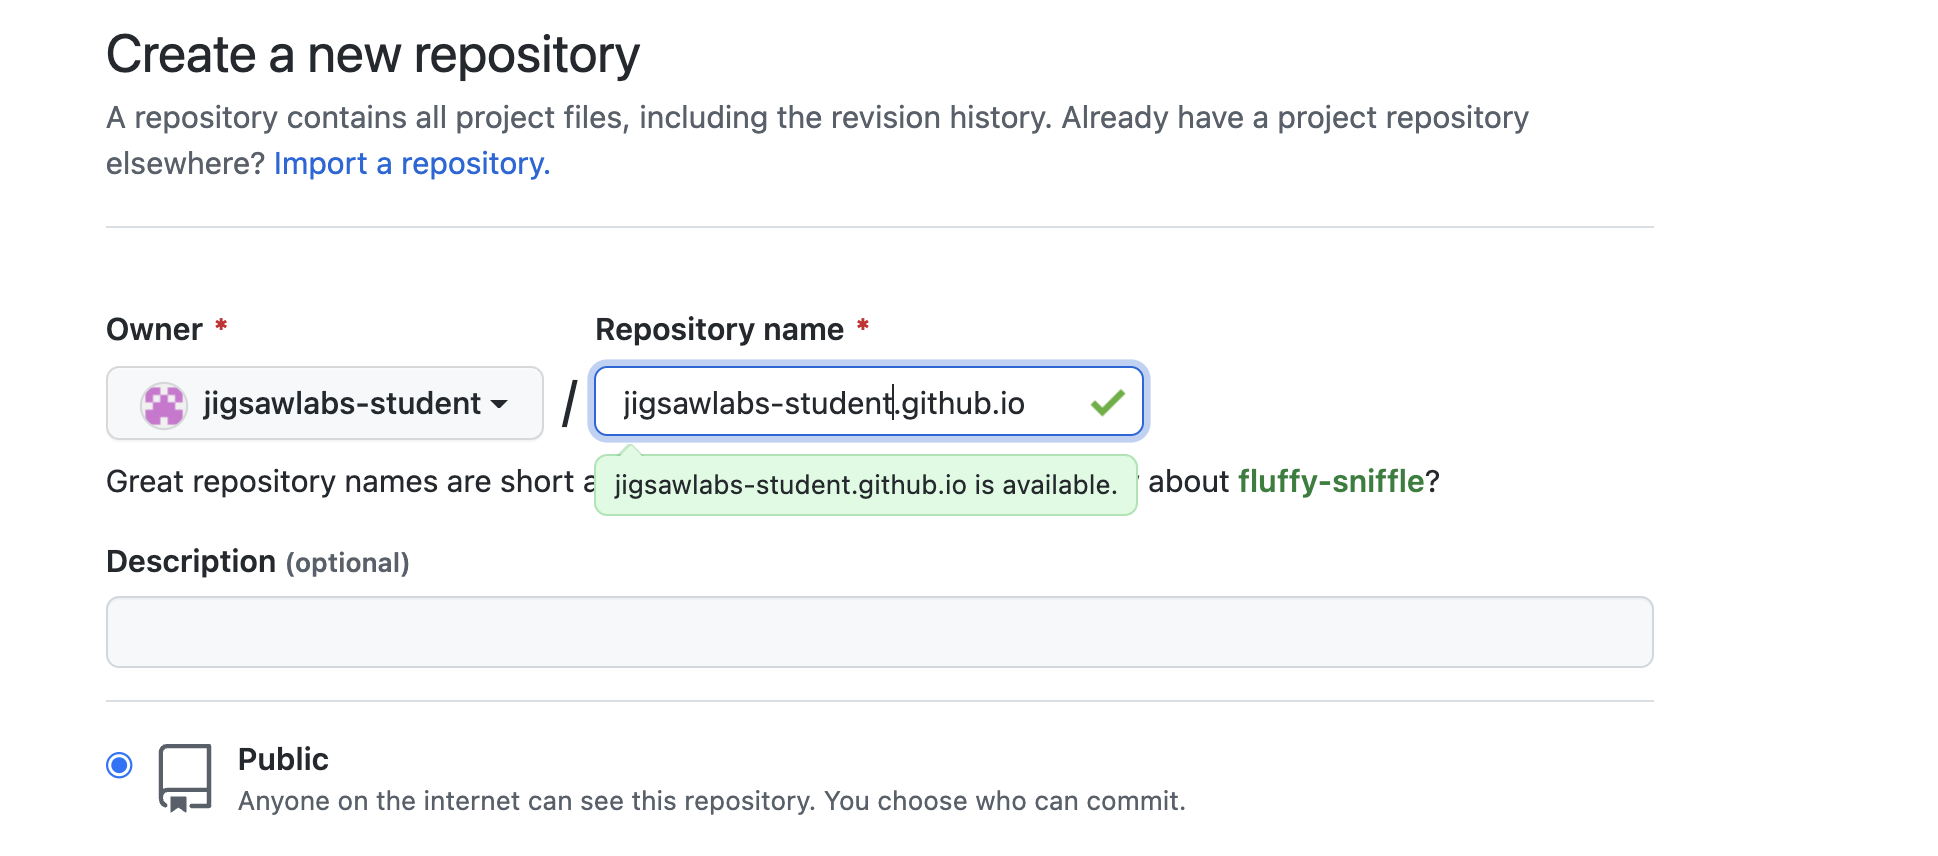 Create a new repository
A repository contains all project files, including the revision history. Already have a project repository
elsewhere? Import a repository.
Owner *
Repository name *
jigsawlabs-student
/
jigsawlabs-student.github.io
Great repository names are short
jigsawlabs-student.github.io is available.
about fluffy-sniffle?
Description (optional)
Public
Anyone on the internet can see this repository. You choose who can commit.